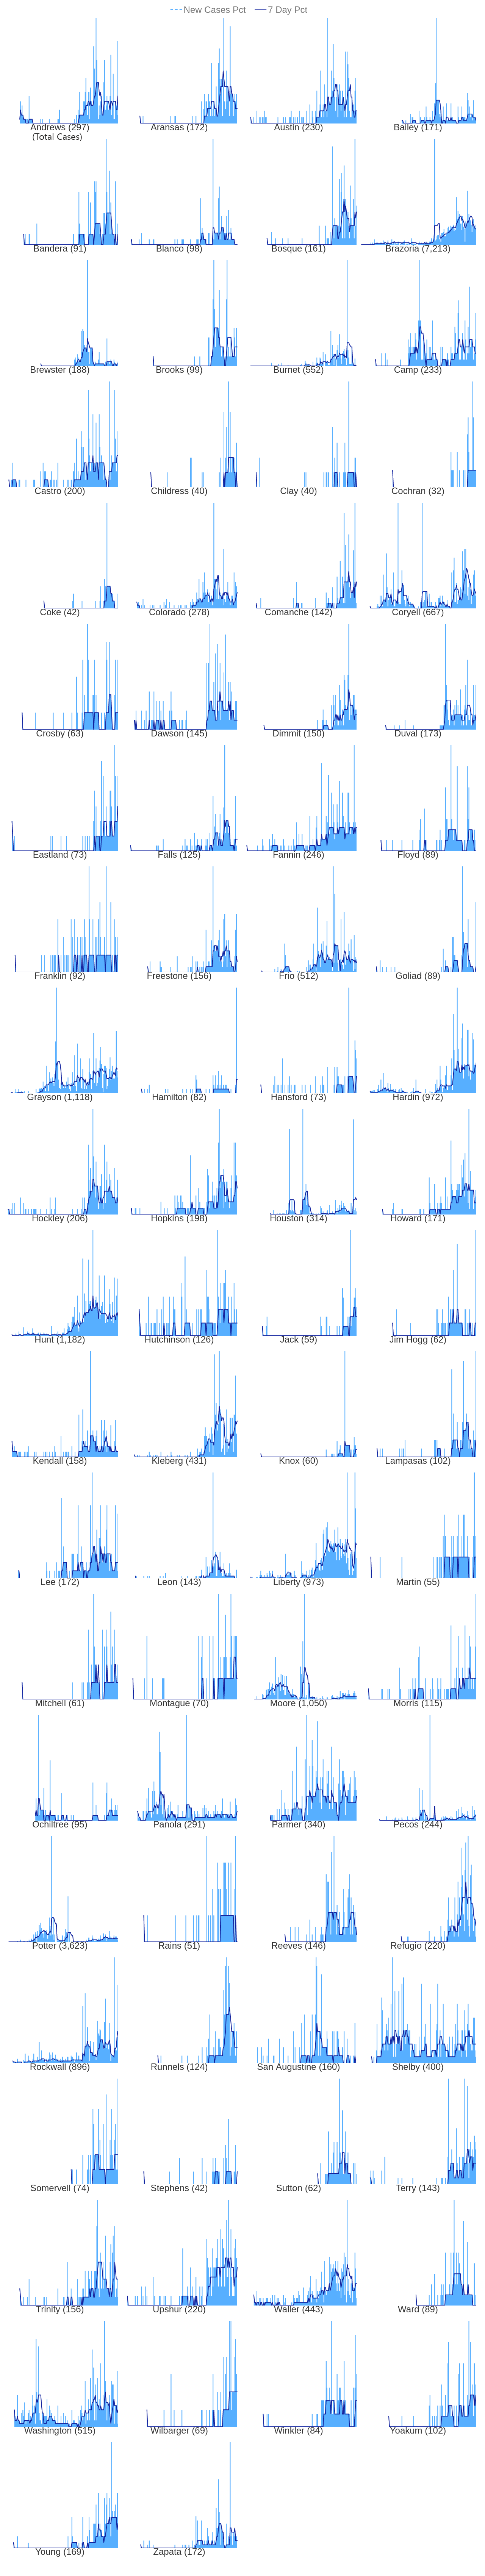 New Cases Pct 7 Day Pct
Andrews (297) Aransas (172) Austin (230) Bailey (171)
(Total Cases)
Bandera (91) Blanco (98) Bosque (161) Brazoria (7,213)
Brewster (188) Brooks (99) Burnet (552) Camp (233)
Castro (200) Childress (40) Clay (40) Cochran (32)
Coke (42) Colorado (278) Comanche (142) Coryell (667)
Crosby (63) Dawson (145) Dimmit (150) Duval (173)
Eastland (73) Falls (125) Fannin (246) Floyd (89)
Franklin (92) Freestone (156) Frio (512) Goliad (89)
Grayson (1,118) Hamilton (82) Hansford (73) Hardin (972)
Hockley (206) Hopkins (198) Houston (314) Howard (171)
Hunt (1,182) Hutchinson (126) Jack (59) Jim Hogg (62)
Kendall (158) Kleberg (431) Knox (60) Lampasas (102)
Lee (172) Leon (143) Liberty (973) Martin (55)
Mitchell (61) Montague (70) Moore (1,050) Morris (115)
Ochiltree (95) Panola (291) Parmer (340) Pecos (244)
Potter (3,623) Rains (51) Reeves (146) Refugio (220)
Rockwall (896) Runnels (124) San Augustine (160) Shelby (400)
Somervell (74) Stephens (42) Sutton (62) Terry (143)
Trinity (156) Upshur (220) Waller (443) Ward (89)
Washington (515) Wilbarger (69) Winkler (84) Yoakum (102)
Young (169) Zapata (172)